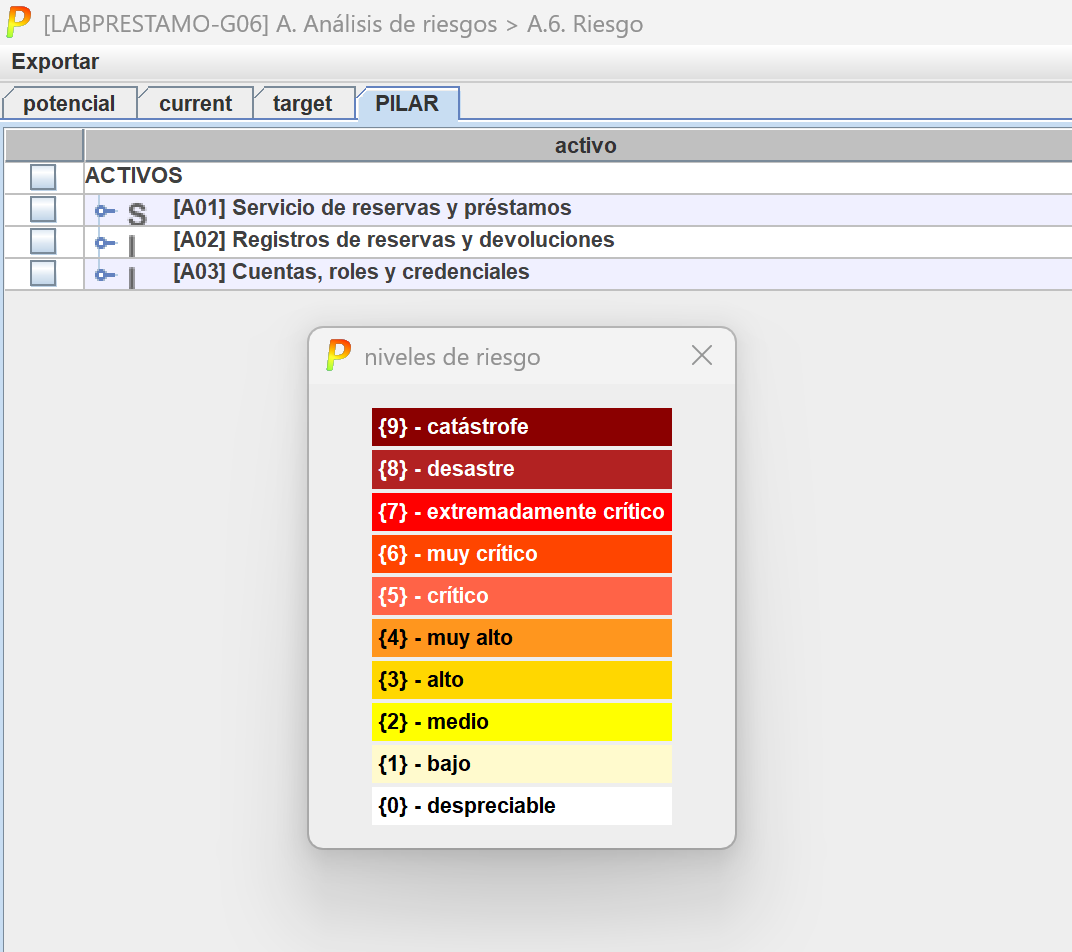 [LABPRESTAMO-G06] A. Análisis de riesgos > A.6. Riesgo
Exportar
potencial current target PILAR
activo
ACTIVOS
S [A01] Servicio de reservas y préstamos
I [A02] Registros de reservas y devoluciones
I [A03] Cuentas, roles y credenciales
P niveles de riesgo
{9} - catástrofe
{8} - desastre
{7} - extremadamente crítico
{6} - muy crítico
{5} - crítico
{4} - muy alto
{3} - alto
{2} - medio
{1} - bajo
{0} - despreciable